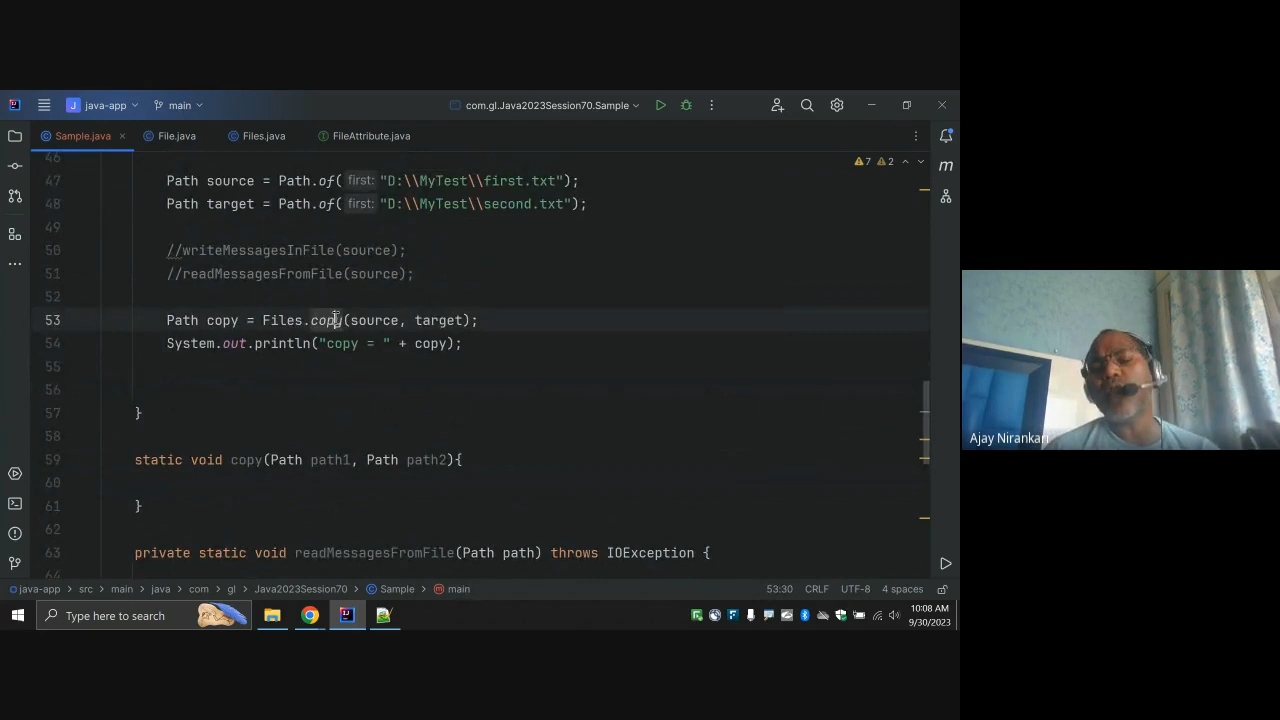 java-app
main
com.gl.Java2023Session70.Sample
Sample.java
File.java
Files.java
FileAttribute.java
46
7 2
47 Path source = Path.of( first: "D:\\MyTest\\first.txt");
48 Path target = Path.of( first: "D:\\MyTest\\second.txt");
49
50 //writeMessagesInFile(source);
51 //readMessagesFromFile(source);
52
53 Path copy = Files.copy(source, target);
54 System.out.println("copy = " + copy);
55
56
57 }
58
59 static void copy(Path path1, Path path2){
60
61 }
62
63 private static void readMessagesFromFile(Path path) throws IOException {
64
java-app > src > main > java > com > gl > Java2023Session70 > Sample > main
53:30 CRLF UTF-8 4 spaces
Type here to search
10:08 AM
9/30/2023
Ajay Nirankari